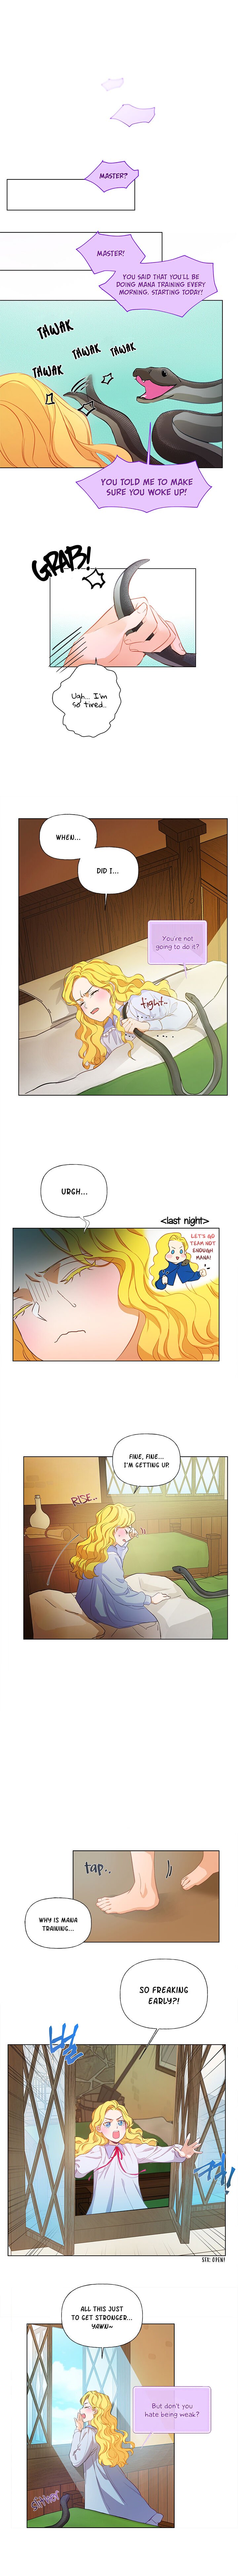 MASTER?
MASTER!
YOU SAID THAT YOU'LL BE
DOING MANA TRAINING EVERY
MORNING, STARTING TODAY!
THWAK
THWAK
THWAK
THWAK
YOU TOLD ME TO MAKE
SURE YOU WOKE UP!
GRAB!
Ugh... I'm
so tired...
WHEN...
DID I...
You're not
going to do it?
tight..
URGH...
<last night>
LET'S GO
TEAM NOT
ENOUGH
MANA!
FINE, FINE...
I'M GETTING UP.
RISE..
tap..
WHY IS MANA
TRAINING...
SO FREAKING
EARLY?!
SFX: OPEN!
ALL THIS JUST
TO GET STRONGER...
YAWN~
But don't you
hate being weak?